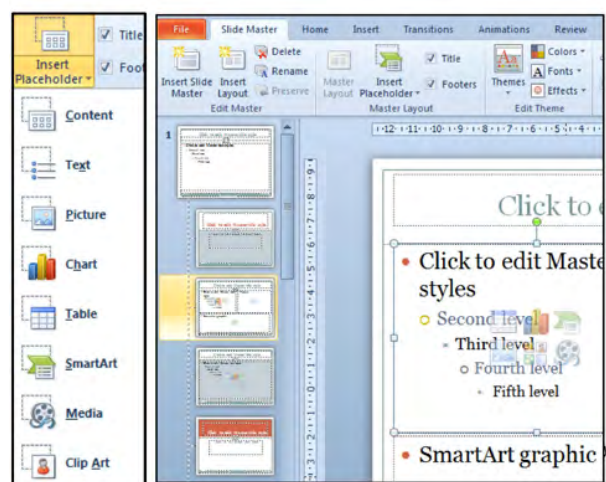 Title
Insert
Placeholder
Foot
Content
Text
Picture
Chart
Table
SmartArt
Media
Clip Art
File Slide Master Home Insert Transitions Animations Review
Insert Slide Master
Insert Layout
Delete
Rename
Preserve
Edit Master
Master Layout
Insert Placeholder
Title
Footers
Master Layout
Themes
Colors
Fonts
Effects
Edit Theme
1
Click to e
Click to edit Maste
styles
Second level
Third level
Fourth level
Fifth level
SmartArt graphic